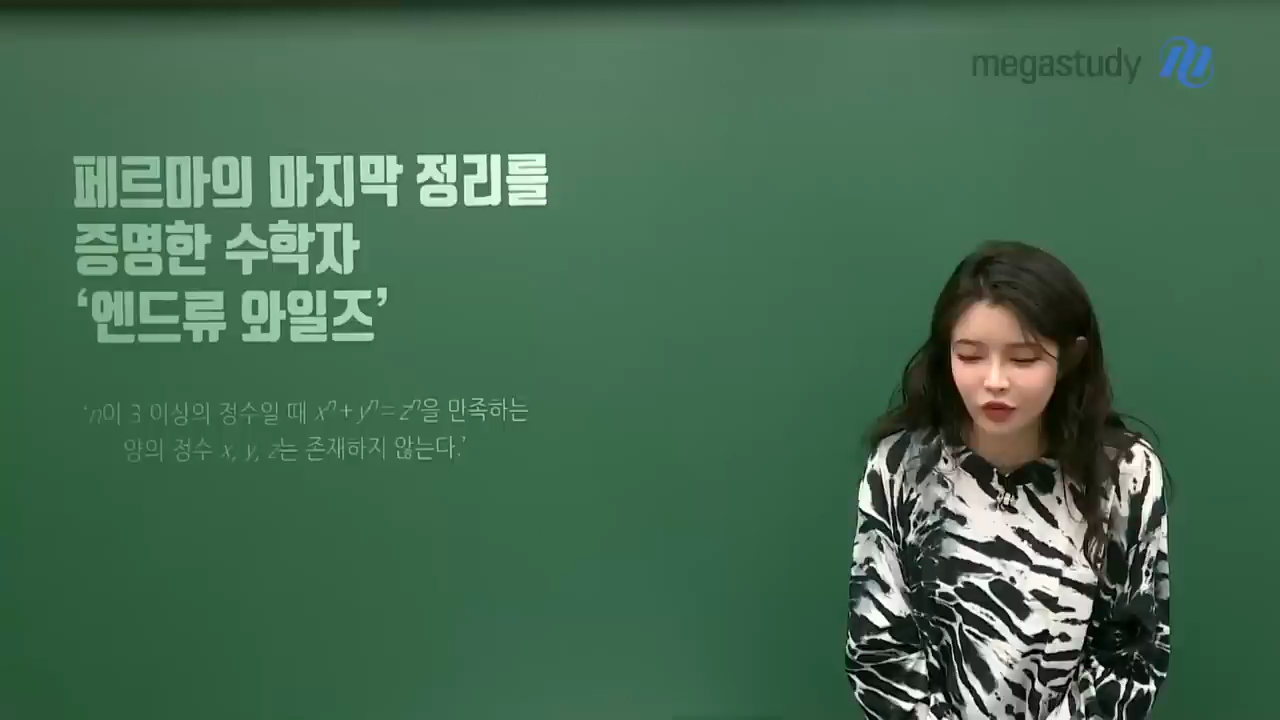 megastudy
페르마의 마지막 정리를
증명한 수학자
‘엔드류 와일즈’
‘n이 3 이상의 정수일 때 xⁿ + yⁿ = zⁿ을 만족하는
양의 정수 x, y, z는 존재하지 않는다.’